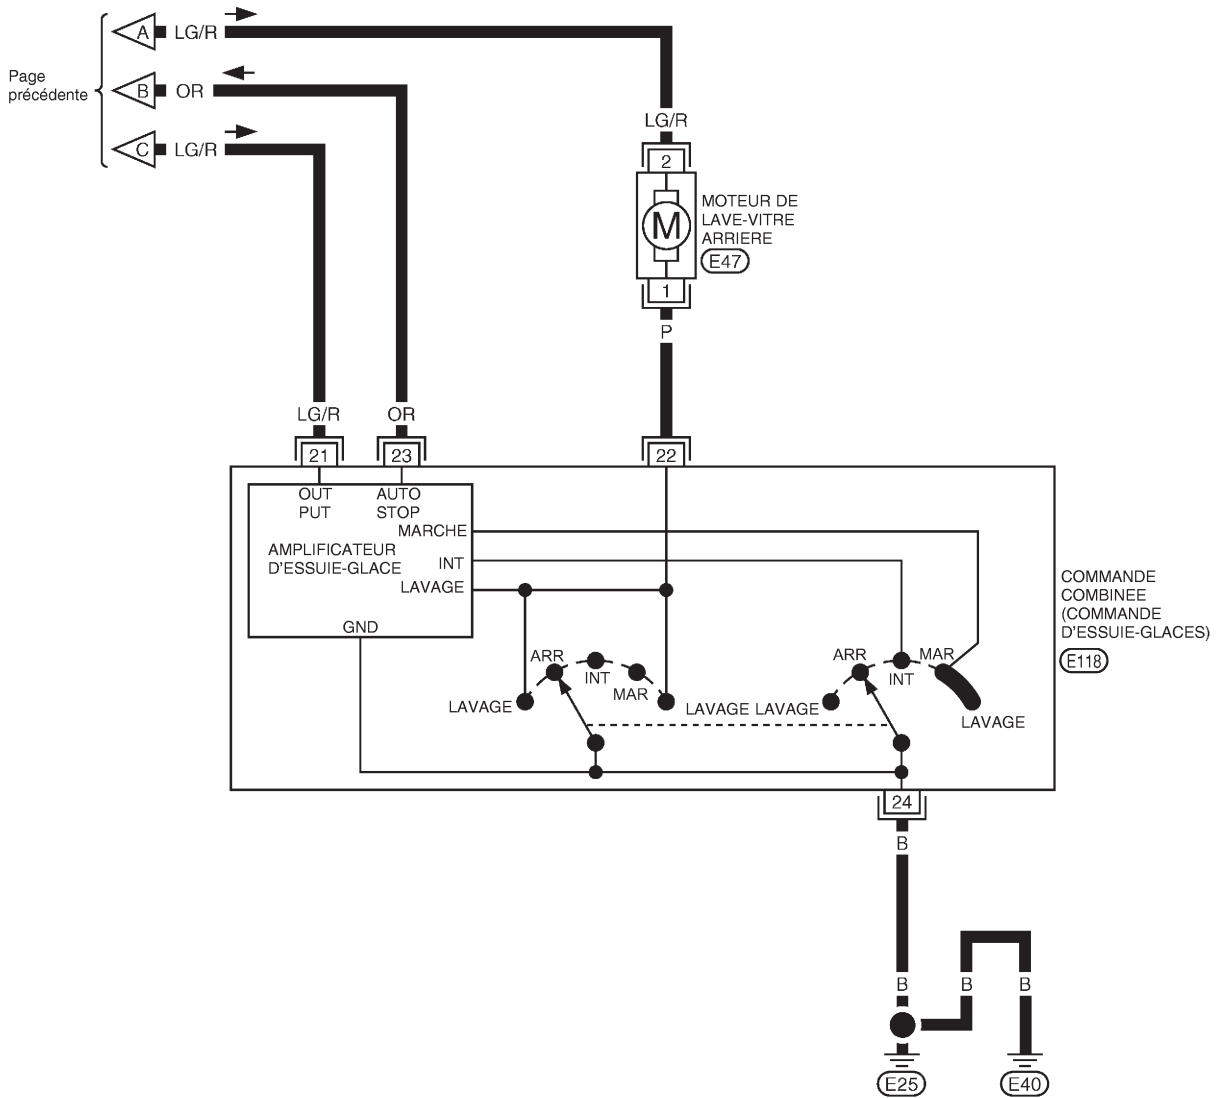 A LG/R
Page
précédente
B OR
C LG/R
LG/R
2
M
MOTEUR DE
LAVE-VITRE
ARRIERE
E47
1
P
LG/R OR
21 23 22
OUT
PUT
AUTO
STOP
MARCHE
AMPLIFICATEUR
D'ESSUIE-GLACE
INT
LAVAGE
GND
COMMANDE
COMBINEE
(COMMANDE
D'ESSUIE-GLACES)
E118
ARR INT MAR
LAVAGE LAVAGE
ARR INT MAR
LAVAGE LAVAGE
24
B
B B B
E25 E40